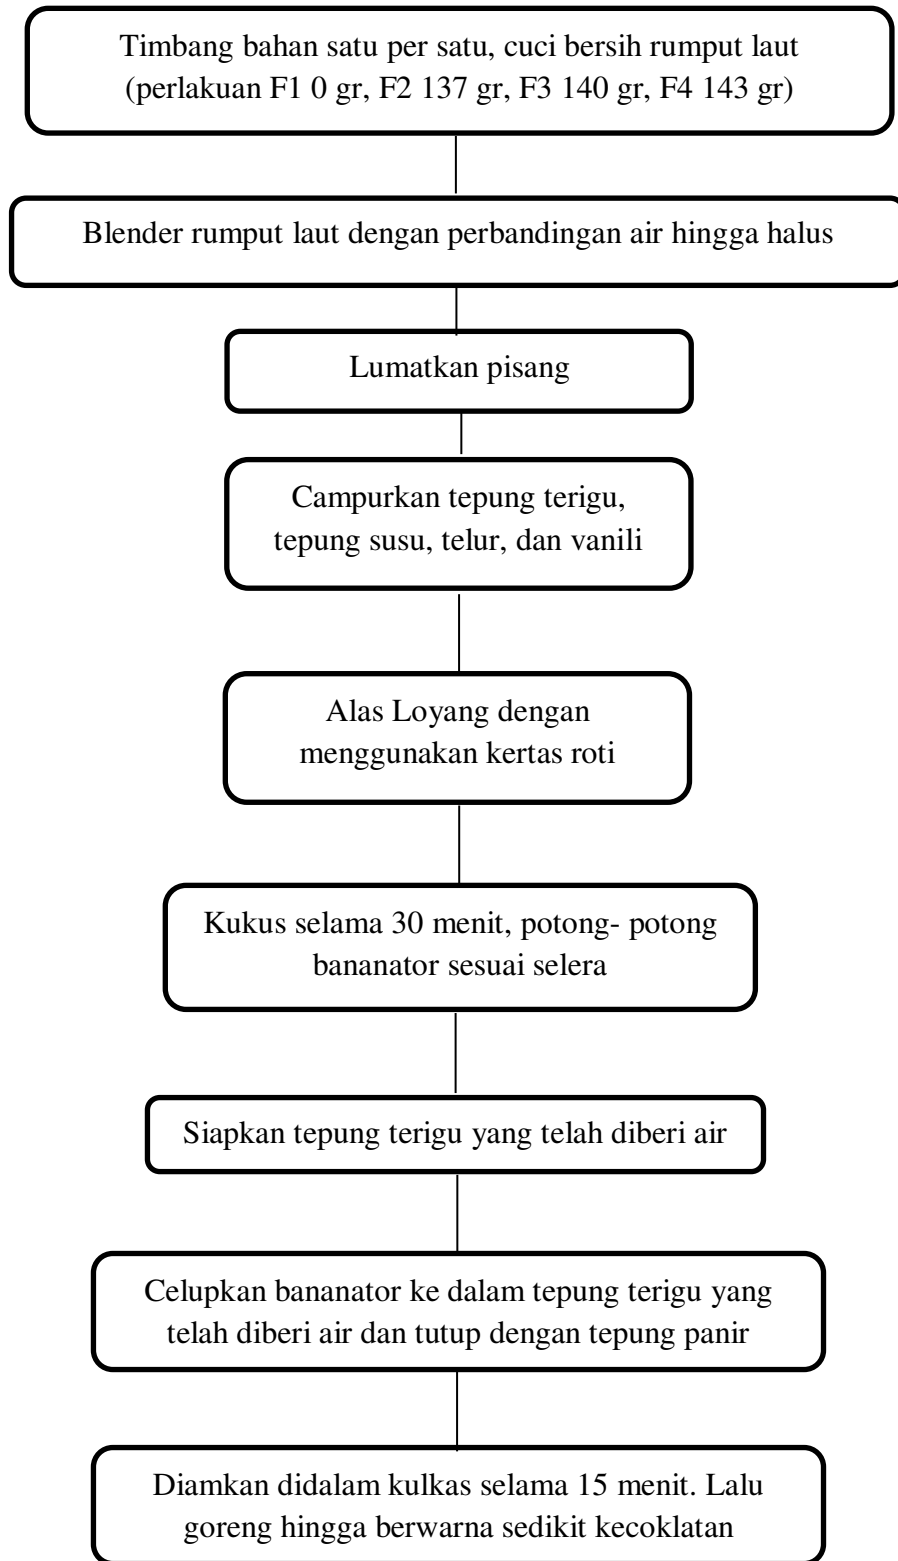 Timbang bahan satu per satu, cuci bersih rumput laut
(perlakuan F1 0 gr, F2 137 gr, F3 140 gr, F4 143 gr)
Blender rumput laut dengan perbandingan air hingga halus
Lumatkan pisang
Campurkan tepung terigu,
tepung susu, telur, dan vanili
Alas Loyang dengan
menggunakan kertas roti
Kukus selama 30 menit, potong- potong
bananator sesuai selera
Siapkan tepung terigu yang telah diberi air
Celupkan bananator ke dalam tepung terigu yang
telah diberi air dan tutup dengan tepung panir
Diamkan didalam kulkas selama 15 menit. Lalu
goreng hingga berwarna sedikit kecoklatan